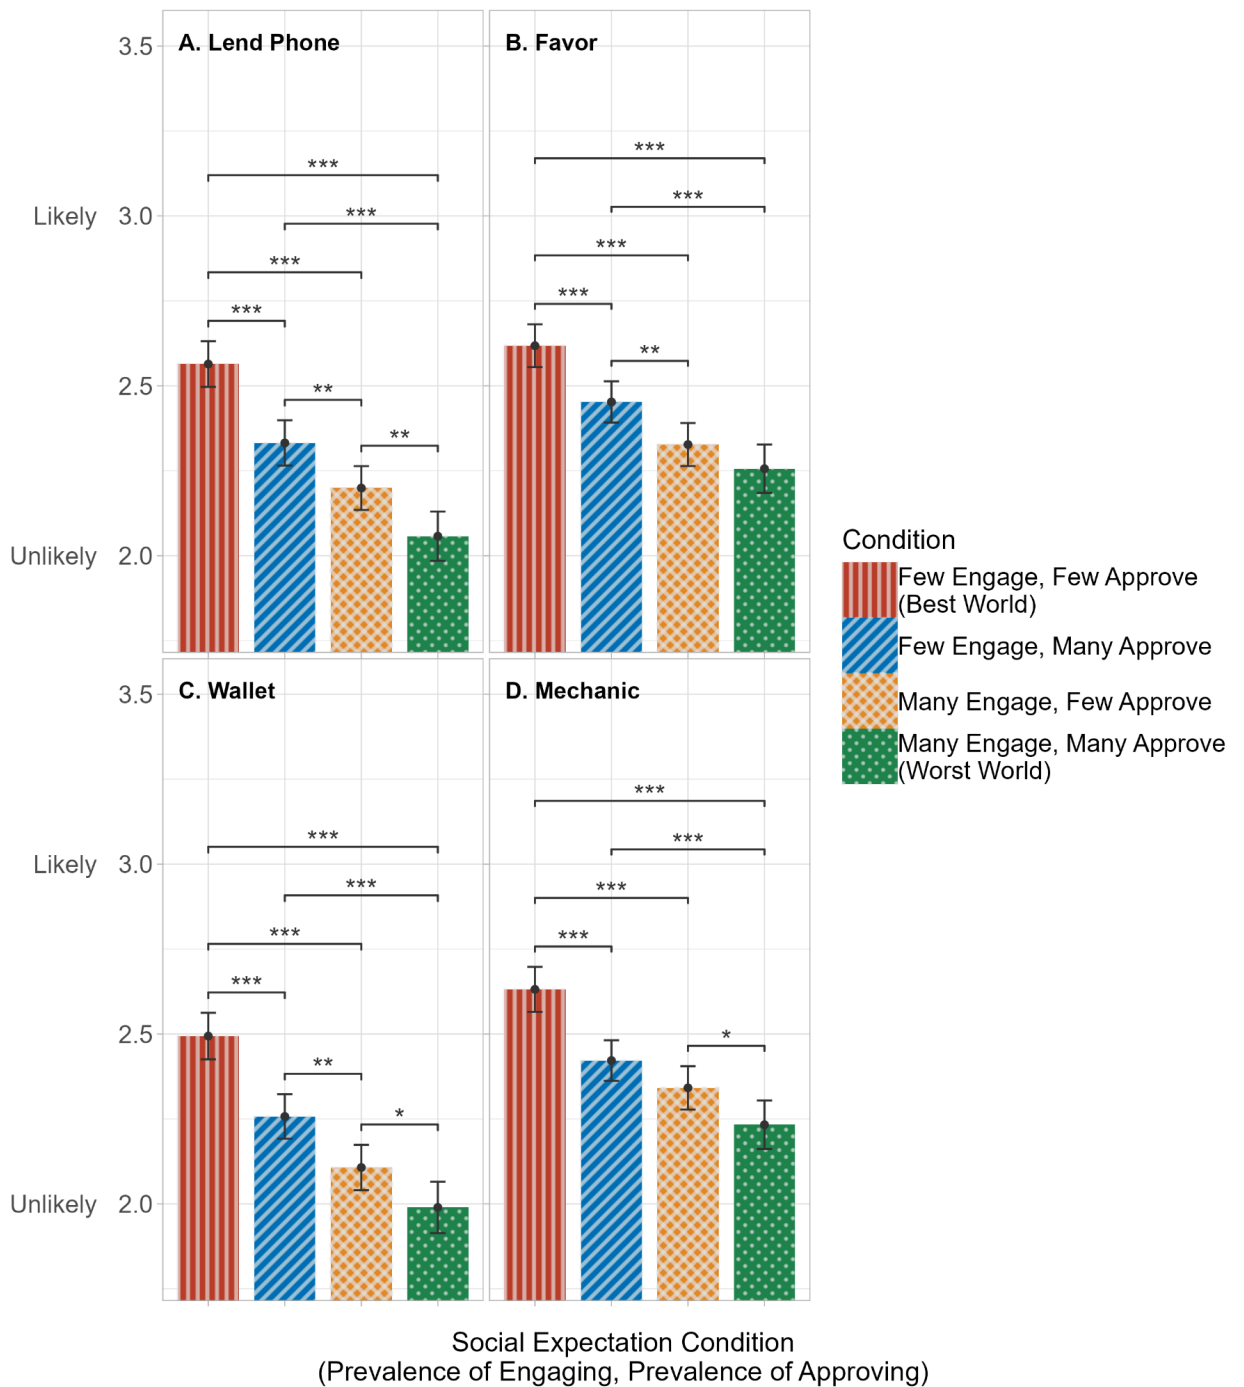 A. Lend Phone
B. Favor
3.5
Likely 3.0
2.5
Unlikely 2.0
***
***
***
***
**
**
***
***
***
***
**
C. Wallet
D. Mechanic
3.5
Likely 3.0
2.5
Unlikely 2.0
***
***
***
***
**
*
***
***
***
***
*
Condition
Few Engage, Few Approve
(Best World)
Few Engage, Many Approve
Many Engage, Few Approve
Many Engage, Many Approve
(Worst World)
Social Expectation Condition
(Prevalence of Engaging, Prevalence of Approving)